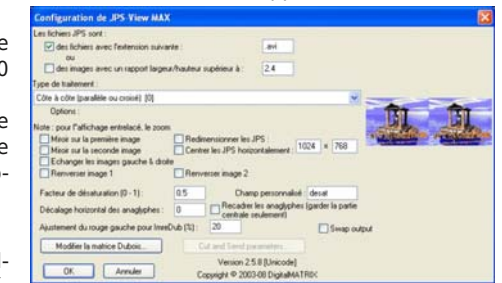 Configuration de JPS View MAX
Les fichiers JPS sont :
des fichiers avec l'extension suivante :
.avi
ou
des images avec un rapport largeur/hauteur supérieur à :
2.4
Type de traitement :
Côte à côte (parallèle ou croisé) [0]
Options :
Note : pour l'affichage entrelacé, le zoom
Miroir sur la première image
Redimensionner les JPS :
Miroir sur la seconde image
Centrer les JPS horizontalement :
1024 × 768
Echanger les images gauche & droite
Renverser image 1
Renverser image 2
Facteur de désaturation (0 - 1) :
0.5
Champ personnalisé :
desat
Décalage horizontal des anaglyphes :
0
Recadrer les anaglyphes (garder la partie
centrale seulement)
Ajustement du rouge gauche pour ImreDub (%) :
20
Swap output
Modifier la matrice Dubois...
Cut and Send parameters...
Version 2.5.8 [Unicode]
OK
Annuler
Copyright © 2003-08 DigitalMATRIX